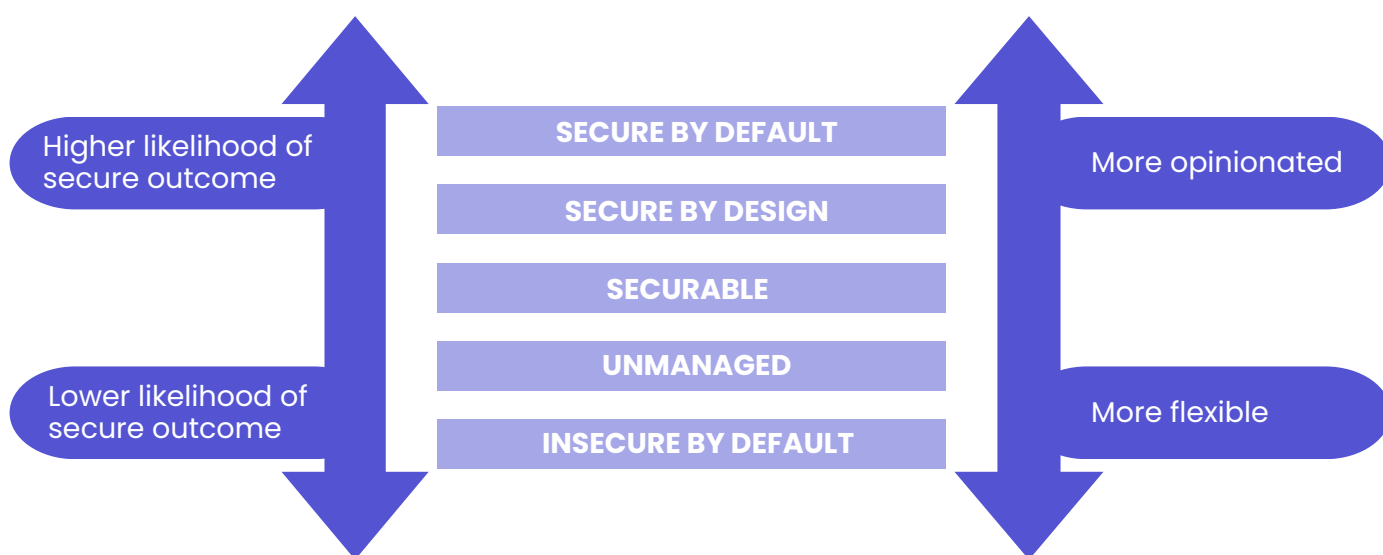 SECURE BY DEFAULT
Higher likelihood of
secure outcome
More opinionated
SECURE BY DESIGN
SECURABLE
UNMANAGED
Lower likelihood of
secure outcome
More flexible
INSECURE BY DEFAULT